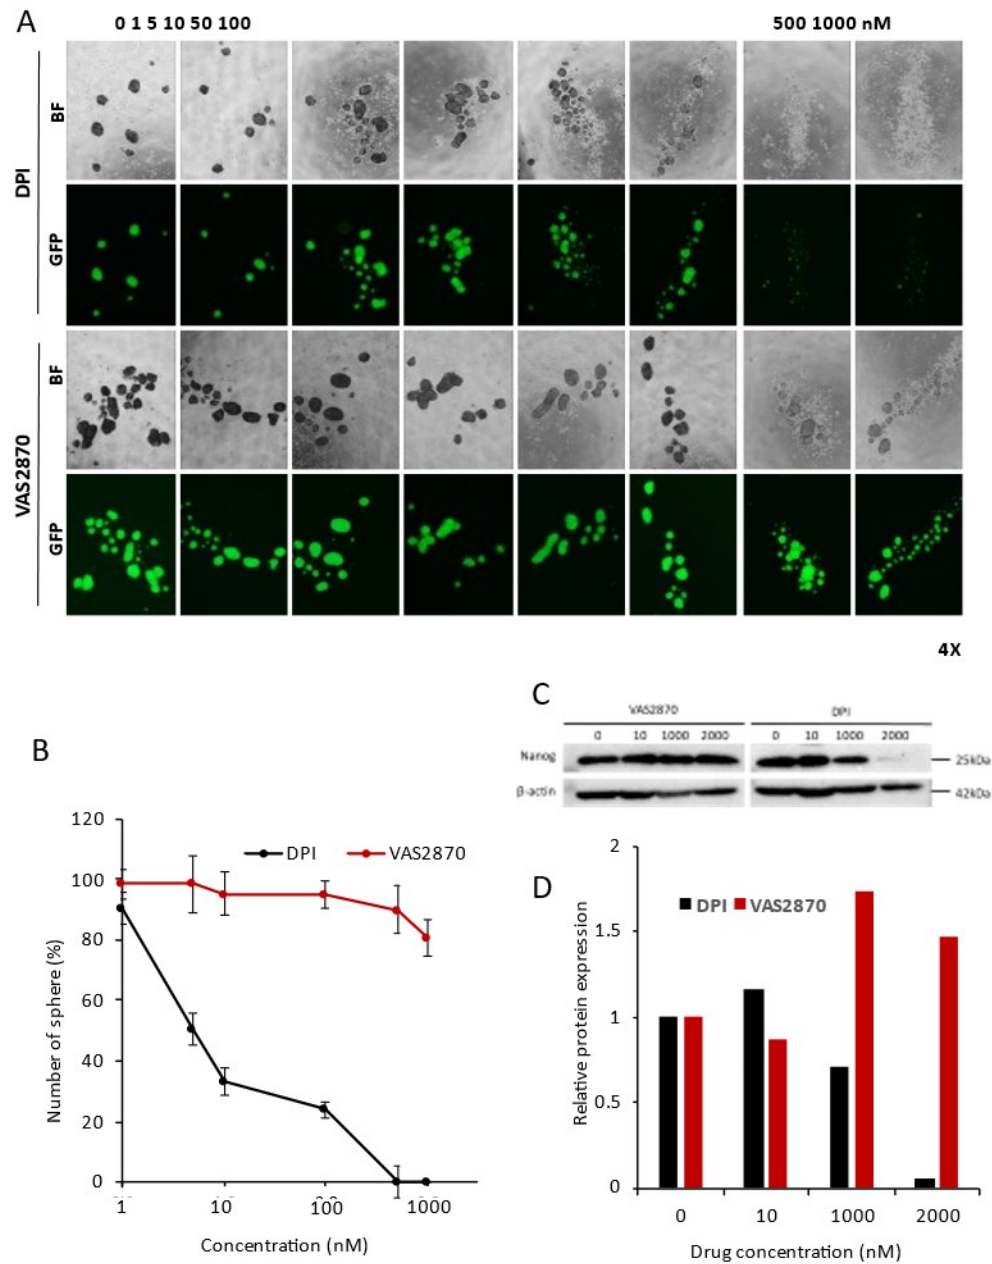 A
0 1 5 10 50 100 500 1000 nM
DPI
BF
GFP
VAS2870
BF
GFP
4X
C
VAS2870 DPI
0 10 1000 2000 0 10 1000 2000
Nanog 25kDa
β-actin 42kDa
B
120
100
80
60
40
20
0
DPI VAS2870
Number of sphere (%)
1 10 100 1000
Concentration (nM)
D
2
1.5
1
0.5
0
DPI VAS2870
Relative protein expression
0 10 1000 2000
Drug concentration (nM)